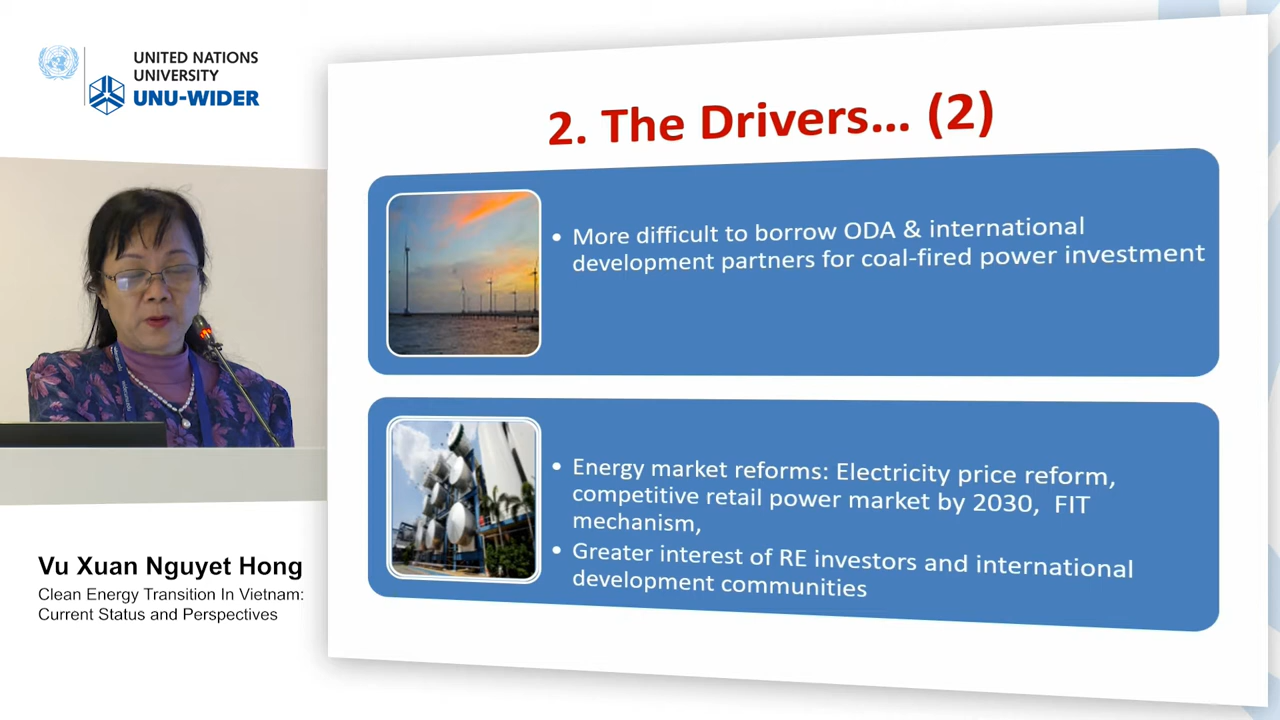 UNITED NATIONS
UNIVERSITY
UNU-WIDER
2. The Drivers... (2)
• More difficult to borrow ODA & international
development partners for coal-fired power investment
• Energy market reforms: Electricity price reform,
competitive retail power market by 2030, FIT
mechanism,
• Greater interest of RE investors and international
development communities
Vu Xuan Nguyet Hong
Clean Energy Transition In Vietnam:
Current Status and Perspectives